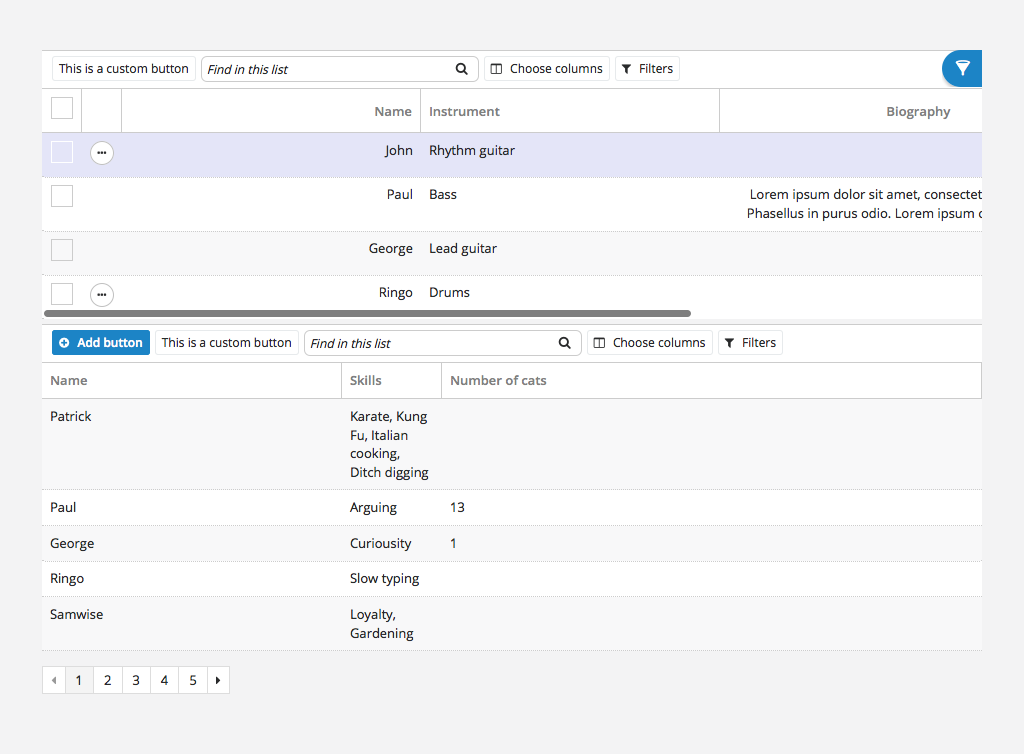 This is a custom button Find in this list Choose columns Filters
Name Instrument Biography
John Rhythm guitar
Paul Bass Lorem ipsum dolor sit amet, consectet
Phasellus in purus odio. Lorem ipsum
George Lead guitar
Ringo Drums
Add button This is a custom button Find in this list Choose columns Filters
Name Skills Number of cats
Patrick Karate, Kung
Fu, Italian
cooking,
Ditch digging
Paul Arguing 13
George Curiousity 1
Ringo Slow typing
Samwise Loyalty,
Gardening
1 2 3 4 5